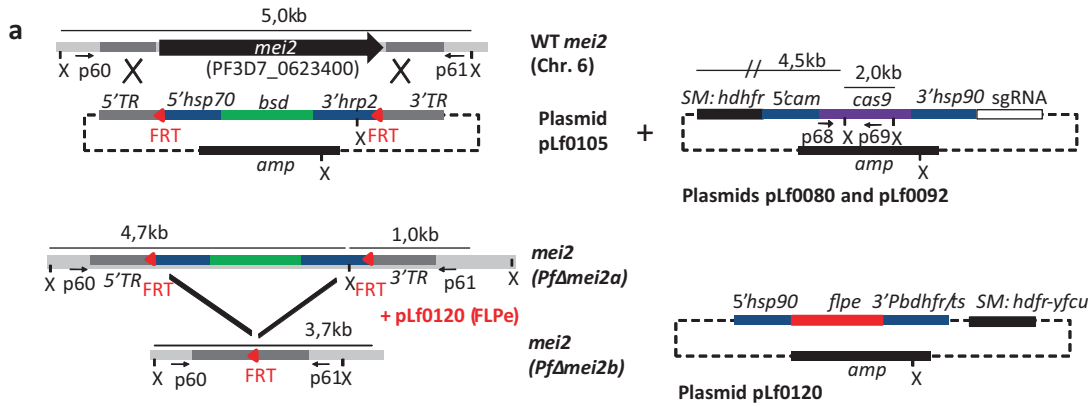 a
5,0kb
mei2
(PF3D7_0623400)
X p60 p61 X
WT mei2
(Chr. 6)
5'TR 5'hsp70 bsd 3'hrp2 3'TR
FRT X FRT
amp
X
Plasmid
pLf0105
+
4,5kb
2,0kb
SM: hdhfr 5'cam cas9 3'hsp90 sgRNA
p68 X p69 X
amp
X
Plasmids pLf0080 and pLf0092
4,7kb 1,0kb
X p60 5'TR FRT X FRT 3'TR p61 X
mei2
(PfΔmei2a)
+ pLf0120 (FLPe)
3,7kb
X p60 FRT p61 X
mei2
(PfΔmei2b)
5'hsp90 flpe 3'Pbdhfr/ts SM: hdfr-yfcu
amp
X
Plasmid pLf0120